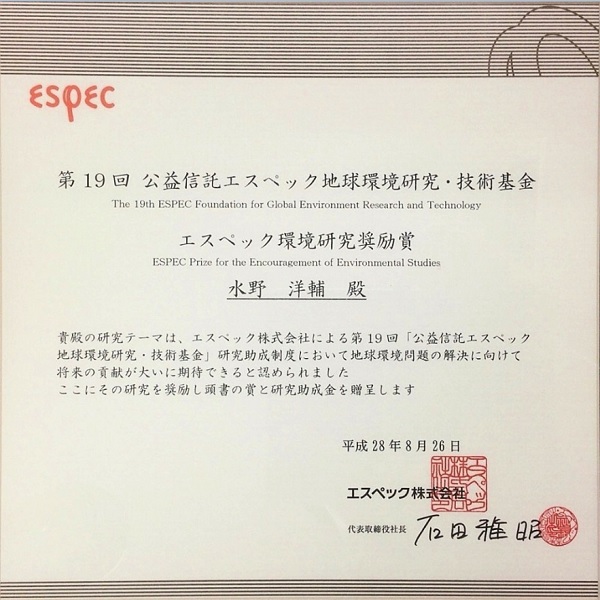 ESPEC
第19回 公益信託エスペック地球環境研究・技術基金
The 19th ESPEC Foundation for Global Environment Research and Technology
エスペック環境研究奨励賞
ESPEC Prize for the Encouragement of Environmental Studies
水野 洋輔 殿
貴殿の研究テーマは、エスペック株式会社による第19回「公益信託エスペック
地球環境研究・技術基金」研究助成制度において地球環境問題の解決に向けて
将来の貢献が大いに期待できると認められました
ここにその研究を奨励し頭書の賞と研究助成金を贈呈します
平成28年8月26日
エスペック株式会社
代表取締役社長 石田雅昭